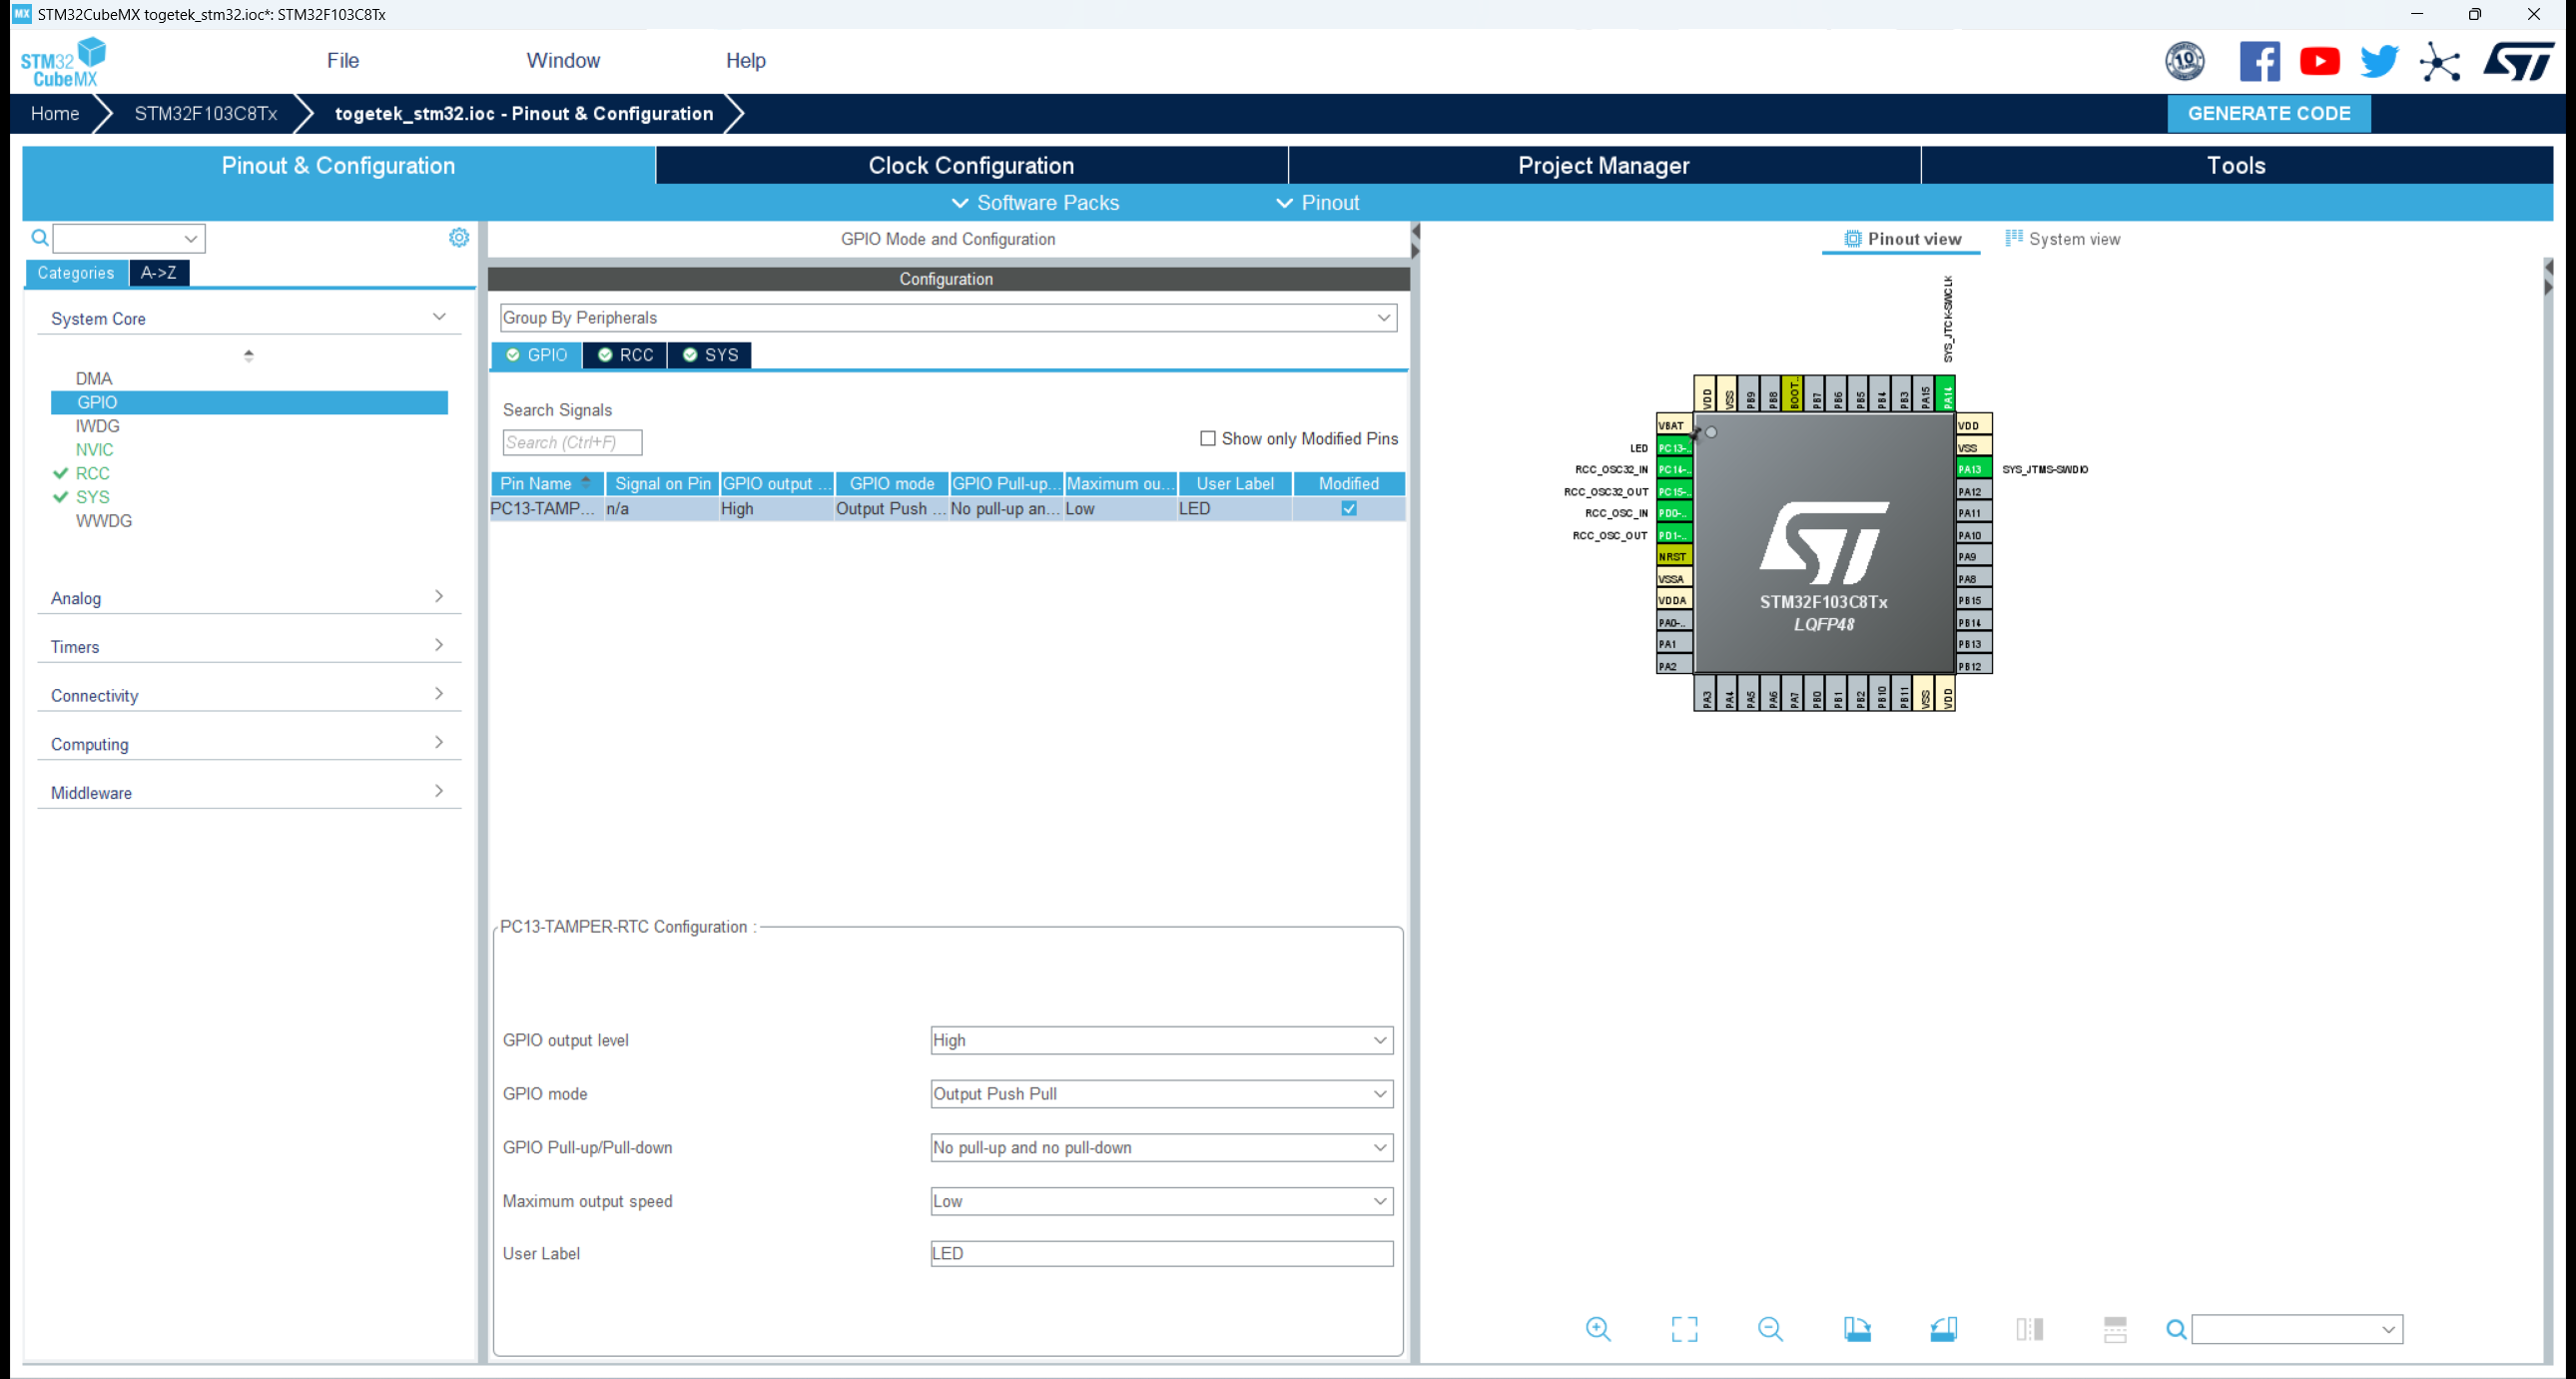 MX STM32CubeMX togetek_stm32.ioc*: STM32F103C8Tx
STM32 CubeMX
File
Window
Help
10
Home
STM32F103C8Tx
togetek_stm32.ioc - Pinout & Configuration
GENERATE CODE
Pinout & Configuration
Clock Configuration
Project Manager
Tools
Software Packs
Pinout
Categories
A->Z
System Core
DMA
GPIO
IWDG
NVIC
RCC
SYS
WWDG
Analog
Timers
Connectivity
Computing
Middleware
GPIO Mode and Configuration
Configuration
Group By Peripherals
GPIO
RCC
SYS
Search Signals
Search (Ctrl+F)
Show only Modified Pins
Pin Name Signal on Pin GPIO output ... GPIO mode GPIO Pull-up... Maximum ou... User Label Modified
PC13-TAMP... n/a High Output Push ... No pull-up an... Low LED
PC13-TAMPER-RTC Configuration :
GPIO output level High
GPIO mode Output Push Pull
GPIO Pull-up/Pull-down No pull-up and no pull-down
Maximum output speed Low
User Label LED
Pinout view
System view
SYS_JTCK-SWCLK
VDD VSS PB9 PB8 BOOT.. PB7 PB6 PB5 PB4 PB3 PA15 PA14
VBAT
LED PC13-..
RCC_OSC32_IN PC14-..
RCC_OSC32_OUT PC15-..
RCC_OSC_IN PD0-..
RCC_OSC_OUT PD1-..
NRST
VSSA
VDDA
PA0-..
PA1
PA2
ST
STM32F103C8Tx
LQFP48
VDD
VSS
PA13 SYS_JTMS-SWDIO
PA12
PA11
PA10
PA9
PA8
PB15
PB14
PB13
PB12
PA3 PA4 PA5 PA6 PA7 PB0 PB1 PB2 PB10 PB11 VSS VDD